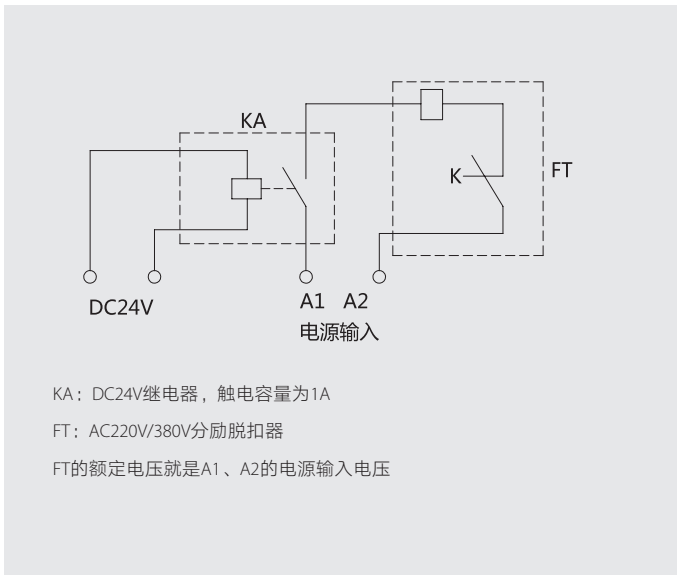 KA
K
FT
DC24V
A1 A2
电源输入
KA：DC24V继电器，触电容量为1A
FT：AC220V/380V分励脱扣器
FT的额定电压就是A1、A2的电源输入电压